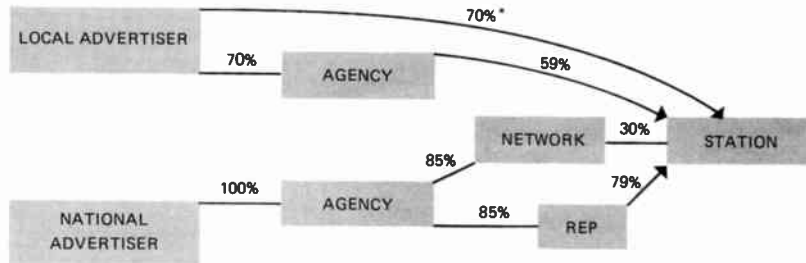 70%*
LOCAL ADVERTISER
70%
AGENCY
59%
NETWORK
30%
STATION
85%
100%
AGENCY
85%
79%
REP
NATIONAL
ADVERTISER